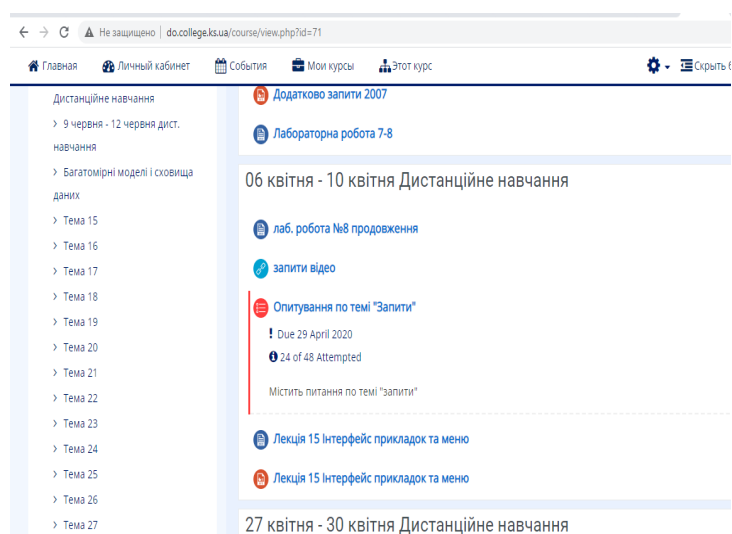 Не защищено | do.college.ks.ua/course/view.php?id=71
Главная Личный кабинет События Мои курсы Этот курс Скрыть б
Дистанційне навчання
9 червня - 12 червня дист.
навчання
Багатомірні моделі і сховища
даних
Тема 15
Тема 16
Тема 17
Тема 18
Тема 19
Тема 20
Тема 21
Тема 22
Тема 23
Тема 24
Тема 25
Тема 26
Тема 27
Додатково запити 2007
Лабораторна робота 7-8
06 квітня - 10 квітня Дистанційне навчання
лаб. робота №8 продовження
запити відео
Опитування по темі "Запити"
Due 29 April 2020
24 of 48 Attempted
Містить питання по темі "запити"
Лекція 15 Інтерфейс прикладок та меню
Лекція 15 Інтерфейс прикладок та меню
27 квітня - 30 квітня Дистанційне навчання